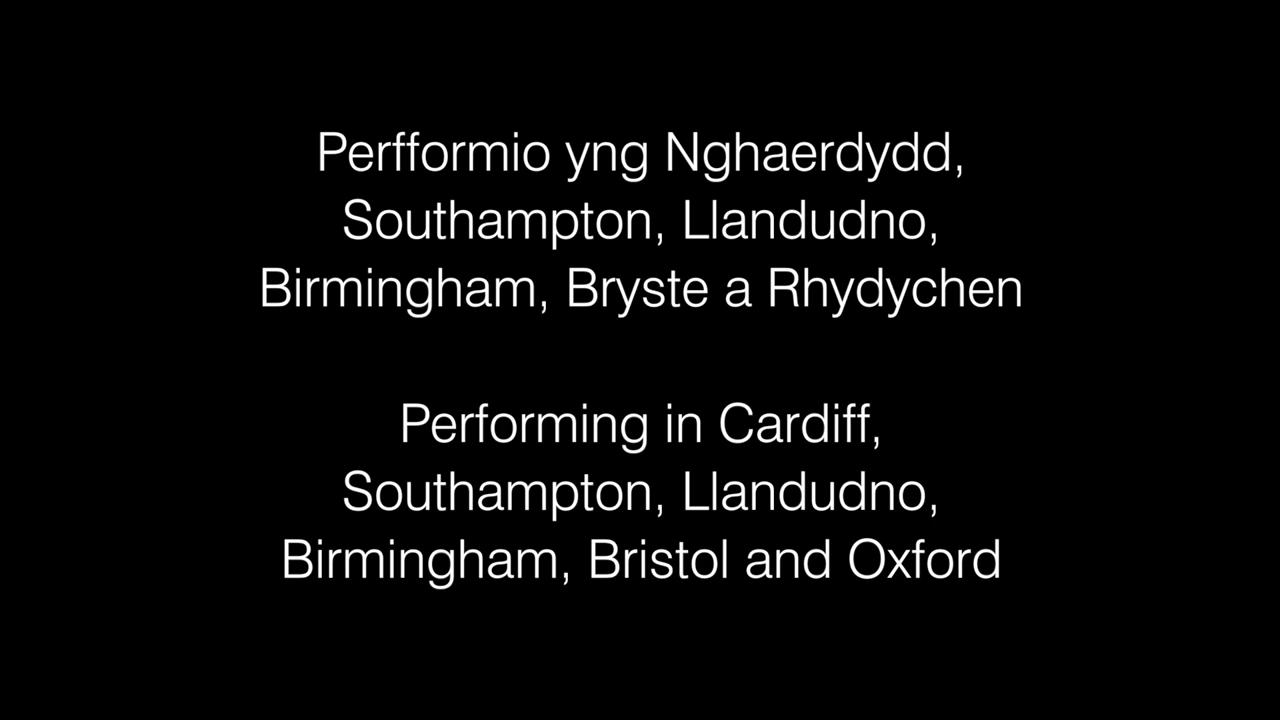 Perfformio yng Nghaerdydd,
Southampton, Llandudno,
Birmingham, Bryste a Rhydychen
Performing in Cardiff,
Southampton, Llandudno,
Birmingham, Bristol and Oxford